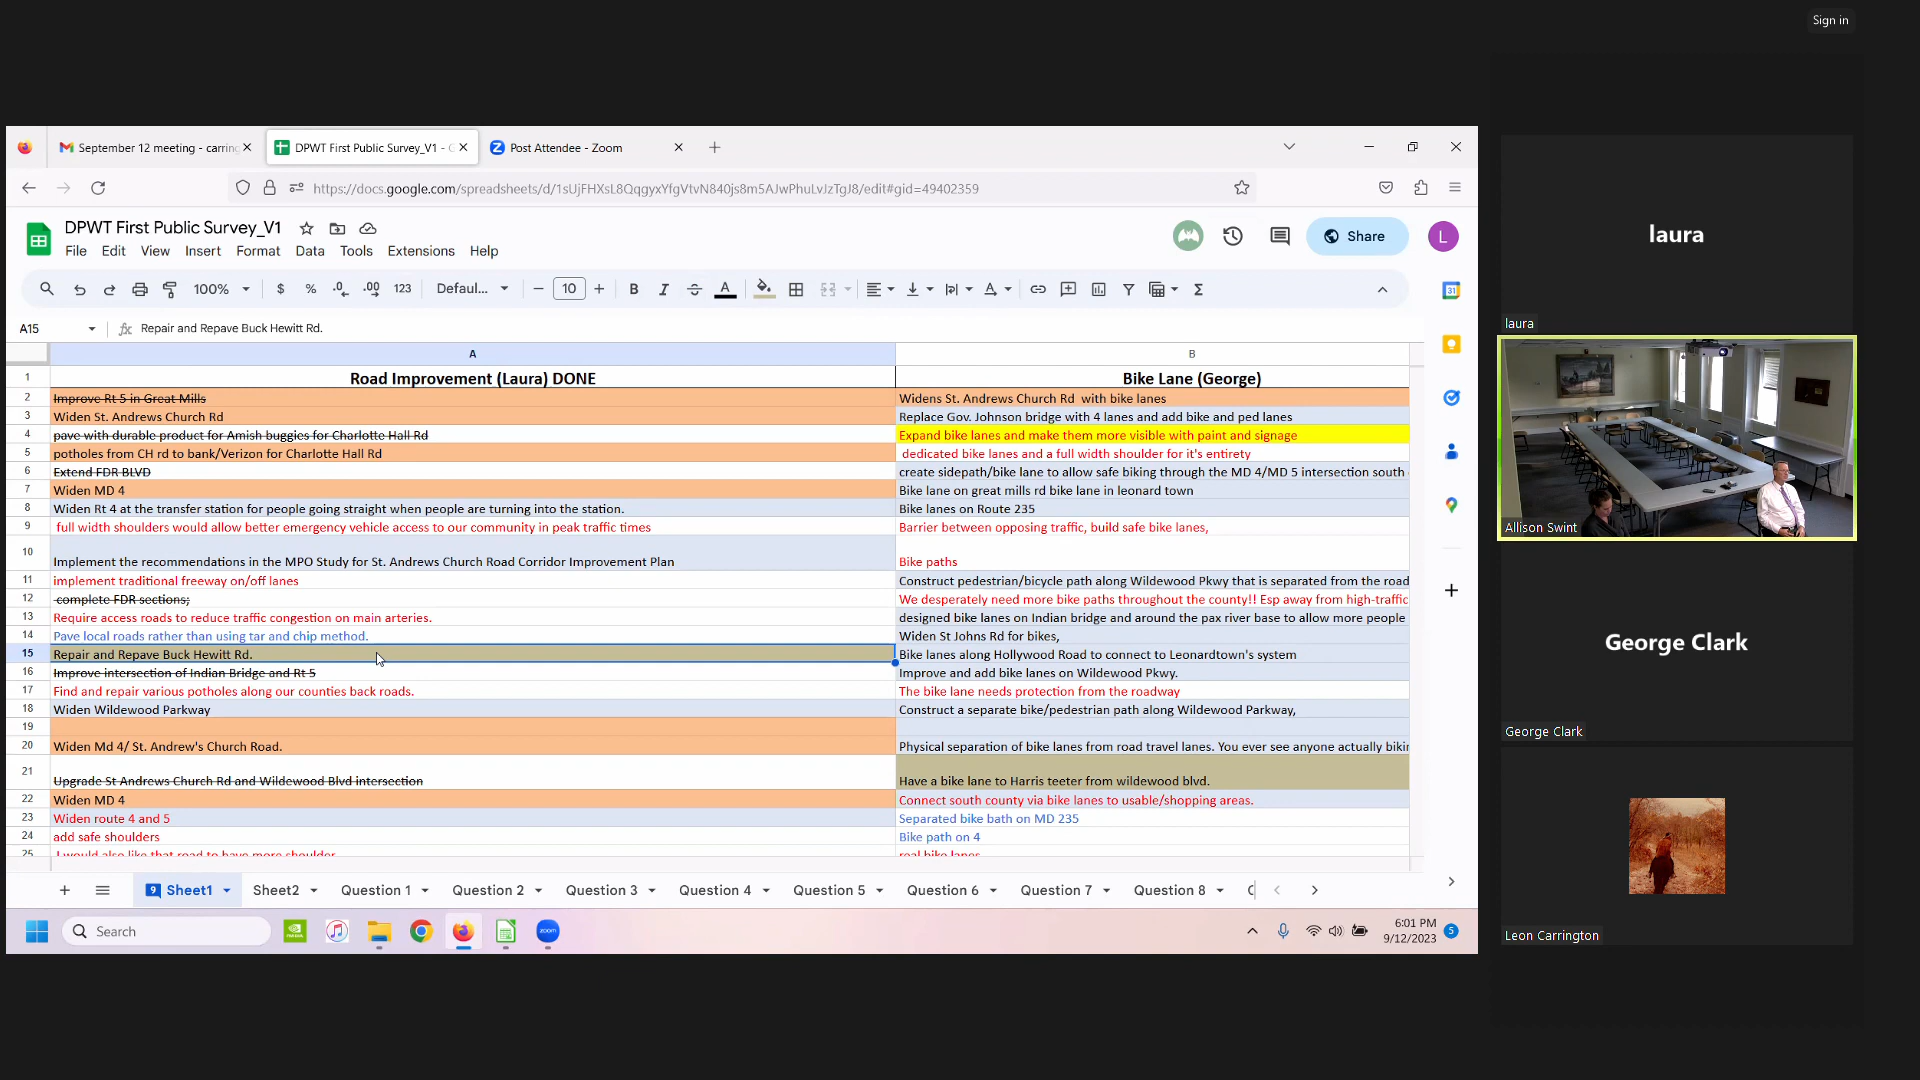 Sign in
September 12 meeting - carring
DPWT First Public Survey_V1 - G
Post Attendee - Zoom
https://docs.google.com/spreadsheets/d/1sUjFHXsL8QqgyxYfgVtvN840js8m5AJwPhuLvJzTgJ8/edit#gid=49402359
DPWT First Public Survey_V1
File Edit View Insert Format Data Tools Extensions Help
Share
L
100% $ % .0 .00 123 Defaul... − 10 + B I A
A15 fx Repair and Repave Buck Hewitt Rd.
A B
1 Road Improvement (Laura) DONE Bike Lane (George)
2 Improve Rt 5 in Great Mills Widens St. Andrews Church Rd with bike lanes
3 Widen St. Andrews Church Rd Replace Gov. Johnson bridge with 4 lanes and add bike and ped lanes
4 pave with durable product for Amish buggies for Charlotte Hall Rd Expand bike lanes and make them more visible with paint and signage
5 potholes from CH rd to bank/Verizon for Charlotte Hall Rd dedicated bike lanes and a full width shoulder for it's entirety
6 Extend FDR BLVD create sidepath/bike lane to allow safe biking through the MD 4/MD 5 intersection south
7 Widen MD 4 Bike lane on great mills rd bike lane in leonard town
8 Widen Rt 4 at the transfer station for people going straight when people are turning into the station. Bike lanes on Route 235
9 full width shoulders would allow better emergency vehicle access to our community in peak traffic times Barrier between opposing traffic, build safe bike lanes,
10 Implement the recommendations in the MPO Study for St. Andrews Church Road Corridor Improvement Plan Bike paths
11 implement traditional freeway on/off lanes Construct pedestrian/bicycle path along Wildewood Pkwy that is separated from the road
12 complete FDR sections; We desperately need more bike paths throughout the county!! Esp away from high-traffic
13 Require access roads to reduce traffic congestion on main arteries. designed bike lanes on Indian bridge and around the pax river base to allow more people
14 Pave local roads rather than using tar and chip method. Widen St Johns Rd for bikes,
15 Repair and Repave Buck Hewitt Rd. Bike lanes along Hollywood Road to connect to Leonardtown's system
16 Improve intersection of Indian Bridge and Rt 5 Improve and add bike lanes on Wildewood Pkwy.
17 Find and repair various potholes along our counties back roads. The bike lane needs protection from the roadway
18 Widen Wildewood Parkway Construct a separate bike/pedestrian path along Wildewood Parkway,
19
20 Widen Md 4/ St. Andrew's Church Road. Physical separation of bike lanes from road travel lanes. You ever see anyone actually bikin
21 Upgrade St Andrews Church Rd and Wildewood Blvd intersection Have a bike lane to Harris teeter from wildewood blvd.
22 Widen MD 4 Connect south county via bike lanes to usable/shopping areas.
23 Widen route 4 and 5 Separated bike bath on MD 235
24 add safe shoulders Bike path on 4
25 I would also like that road to have more shoulder real bike lanes
9 Sheet1 Sheet2 Question 1 Question 2 Question 3 Question 4 Question 5 Question 6 Question 7 Question 8
Search
zoom
6:01 PM
9/12/2023
5
31
laura
laura
Allison Swint
George Clark
George Clark
Leon Carrington